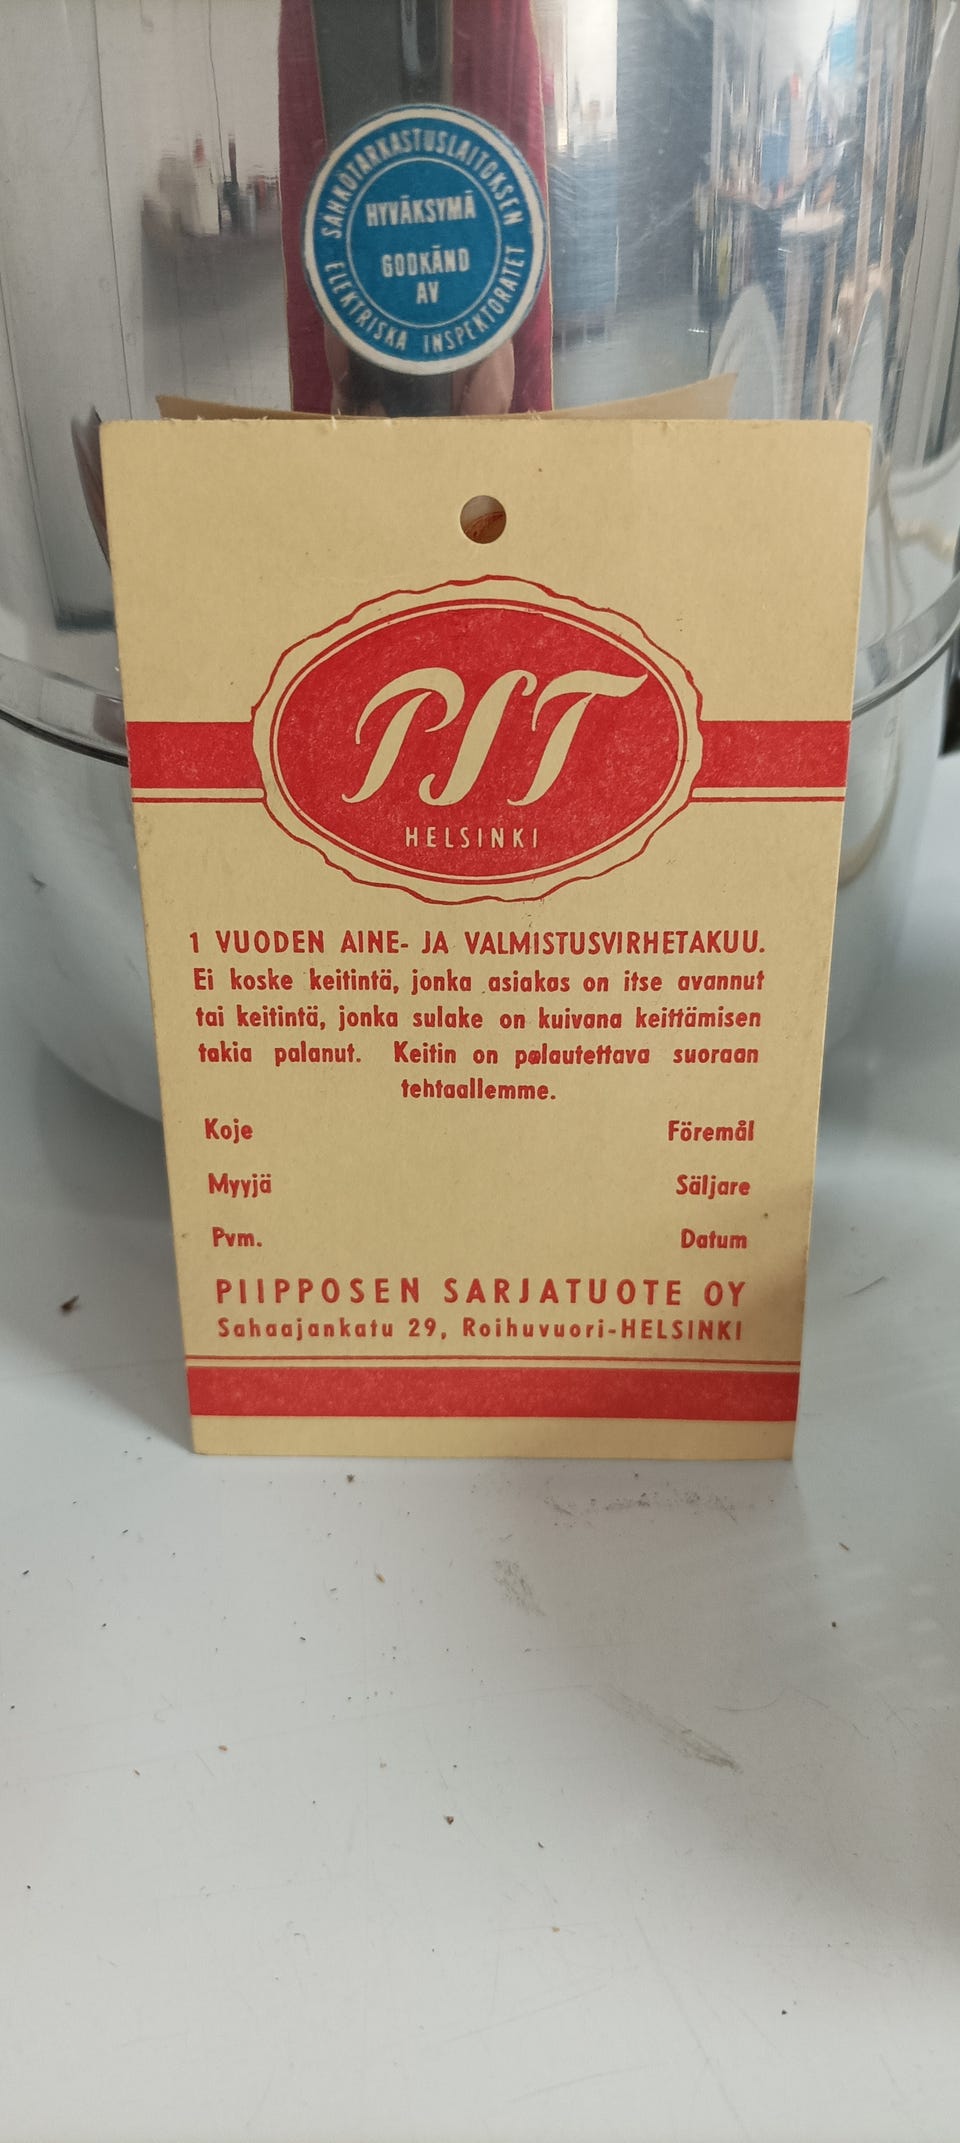 SÄHKÖTARKASTUSLAITOKSEN
HYVÄKSYMÄ
GODKÄND
AV
ELEKTRISKA INSPEKTORATET
PST
HELSINKI
1 VUODEN AINE- JA VALMISTUSVIRHETAKUU.
Ei koske keitintä, jonka asiakas on itse avannut
tai keitintä, jonka sulake on kuivana keittämisen
takia palanut. Keitin on palautettava suoraan
tehtaallemme.
Koje Föremål
Myyjä Säljare
Pvm. Datum
PIIPPOSEN SARJATUOTE OY
Sahaajankatu 29, Roihuvuori-HELSINKI